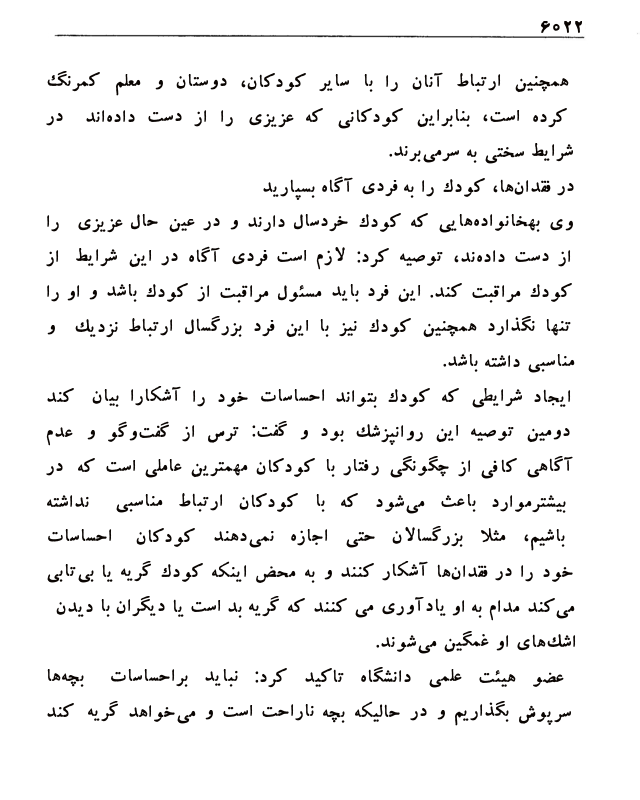 ۶۰۲۲
همچنین ارتباط آنان را با سایر کودکان، دوستان و معلم کمرنگ
کرده است، بنابراین کودکانی که عزیزی را از دست داده‌اند در
شرایط سختی به سرمی‌برند.
در فقدان‌ها، کودك را به فردی آگاه بسپارید
وی بهخانواده‌هایی که کودك خردسال دارند و در عین حال عزیزی را
از دست داده‌ند، توصیه کرد: لازم است فردی آگاه در این شرایط از
کودك مراقبت کند. این فرد باید مسئول مراقبت از کودك باشد و او را
تنها نگذارد همچنین کودك نیز با این فرد بزرگسال ارتباط نزدیك و
مناسبی داشته باشد.
ایجاد شرایطی که کودك بتواند احساسات خود را آشکارا بیان کند
دومین توصیه این روانپزشك بود و گفت: ترس از گفت‌وگو و عدم
آگاهی کافی از چگونگی رفتار با کودکان مهمترین عاملی است که در
بیشترموارد باعث می‌شود که با کودکان ارتباط مناسبی نداشته
باشیم، مثلا بزرگسالان حتی اجازه نمی‌دهند کودکان احساسات
خود را در فقدان‌ها آشکار کنند و به محض اینکه کودك گریه یا بی‌تابی
می‌کند مدام به او یادآوری می کنند که گریه بد است یا دیگران با دیدن
اشك‌های او غمگین می‌شوند.
عضو هیئت علمی دانشگاه تاکید کرد: نباید براحساسات بچه‌ها
سرپوش بگذاریم و در حالیکه بچه ناراحت است و می‌خواهد گریه کند